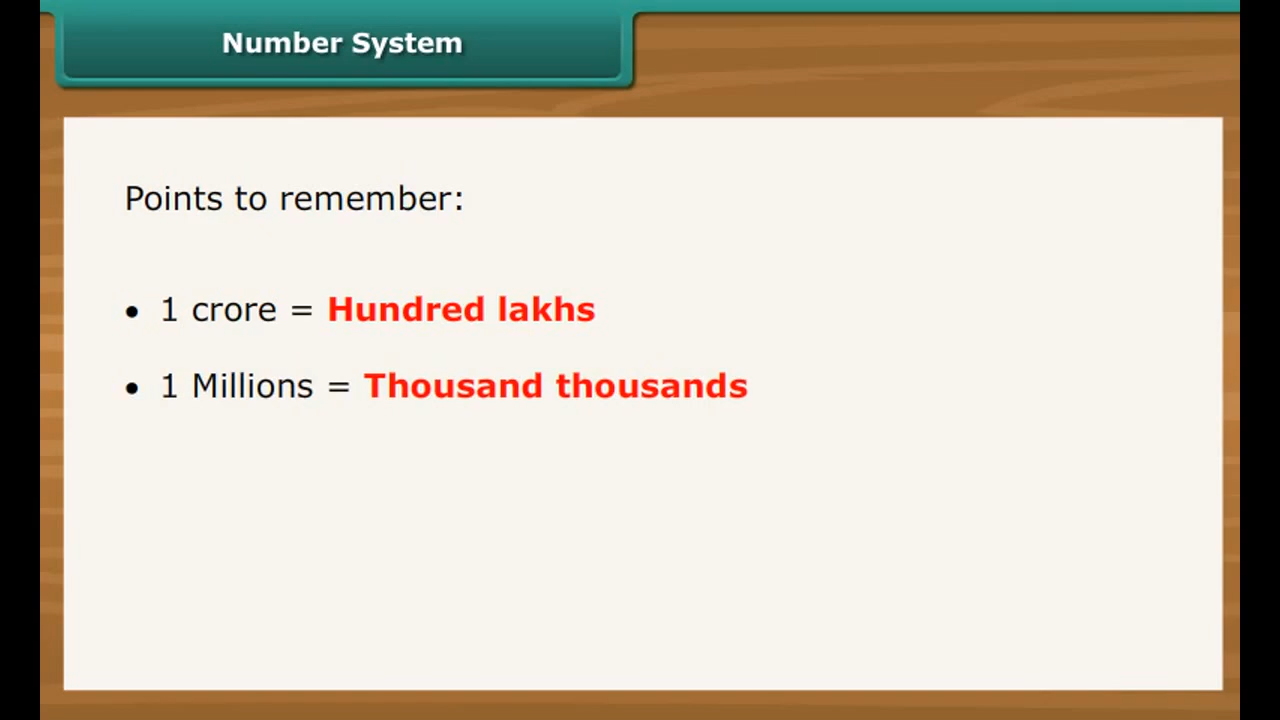 Number System
Points to remember:
• 1 crore = Hundred lakhs
• 1 Millions = Thousand thousands